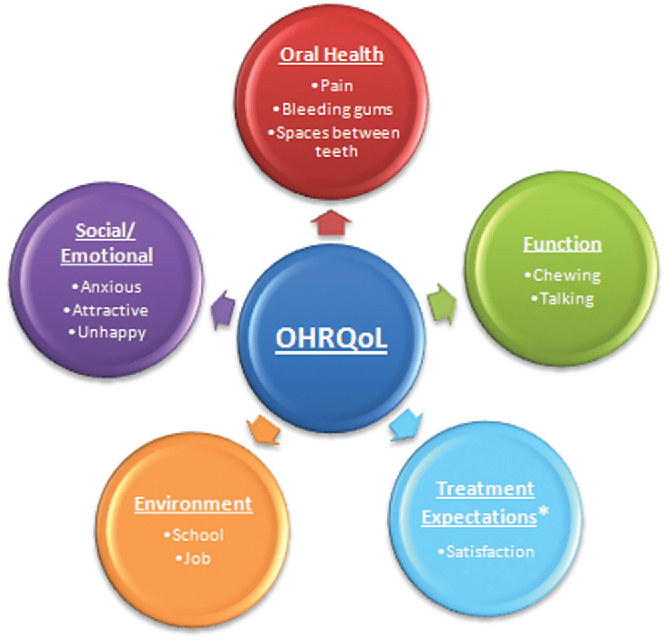 Oral Health
•Pain
•Bleeding gums
•Spaces between
teeth
Social/
Emotional
•Anxious
•Attractive
•Unhappy
Function
•Chewing
•Talking
OHRQoL
Environment
•School
•Job
Treatment
Expectations*
•Satisfaction